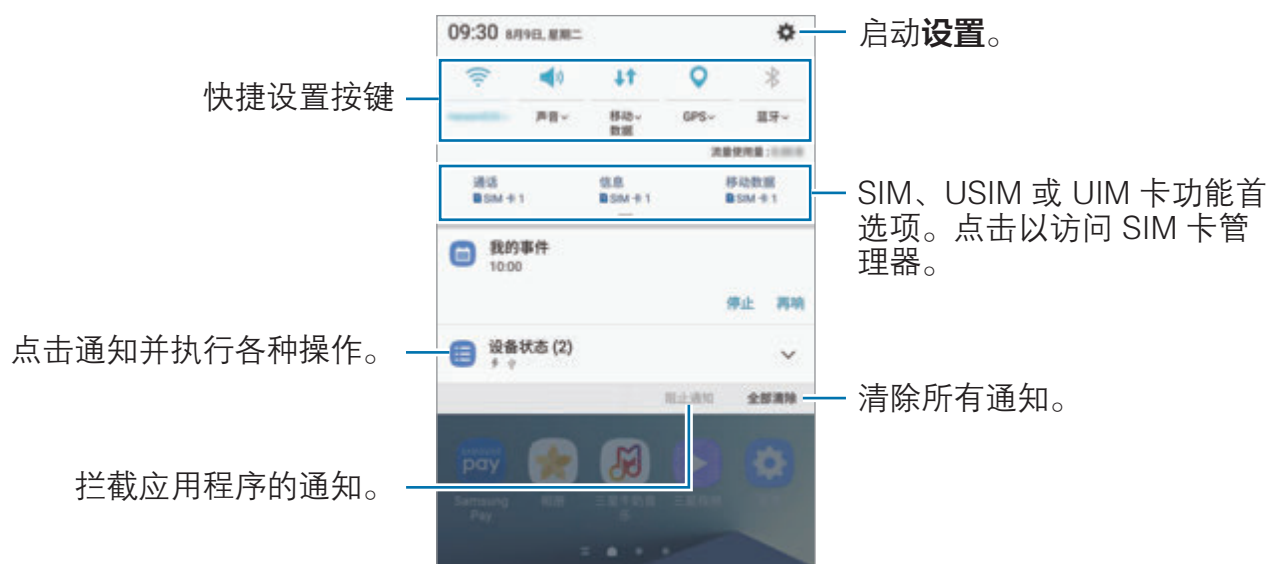 09:30 8月9日, 星期二
启动设置。
快捷设置按键
声音
移动数据
GPS
蓝牙
流量使用量:
通话
SIM 卡 1
信息
SIM 卡 1
移动数据
SIM 卡 1
SIM、USIM 或 UIM 卡功能首
选项。点击以访问 SIM 卡管
理器。
我的事件
10:00
停止 再响
点击通知并执行各种操作。
设备状态 (2)
阻止通知 全部清除
清除所有通知。
拦截应用程序的通知。
pay
Samsung
Pay